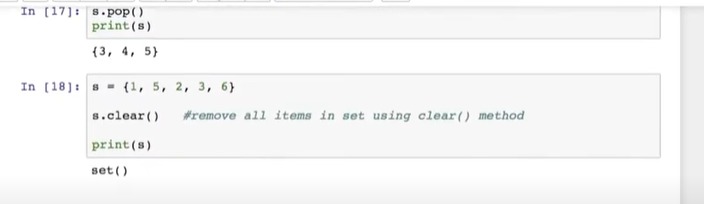 In [17]: s.pop()
print(s)
{3, 4, 5}
In [18]: s = {1, 5, 2, 3, 6}
s.clear() #remove all items in set using clear() method
print(s)
set()